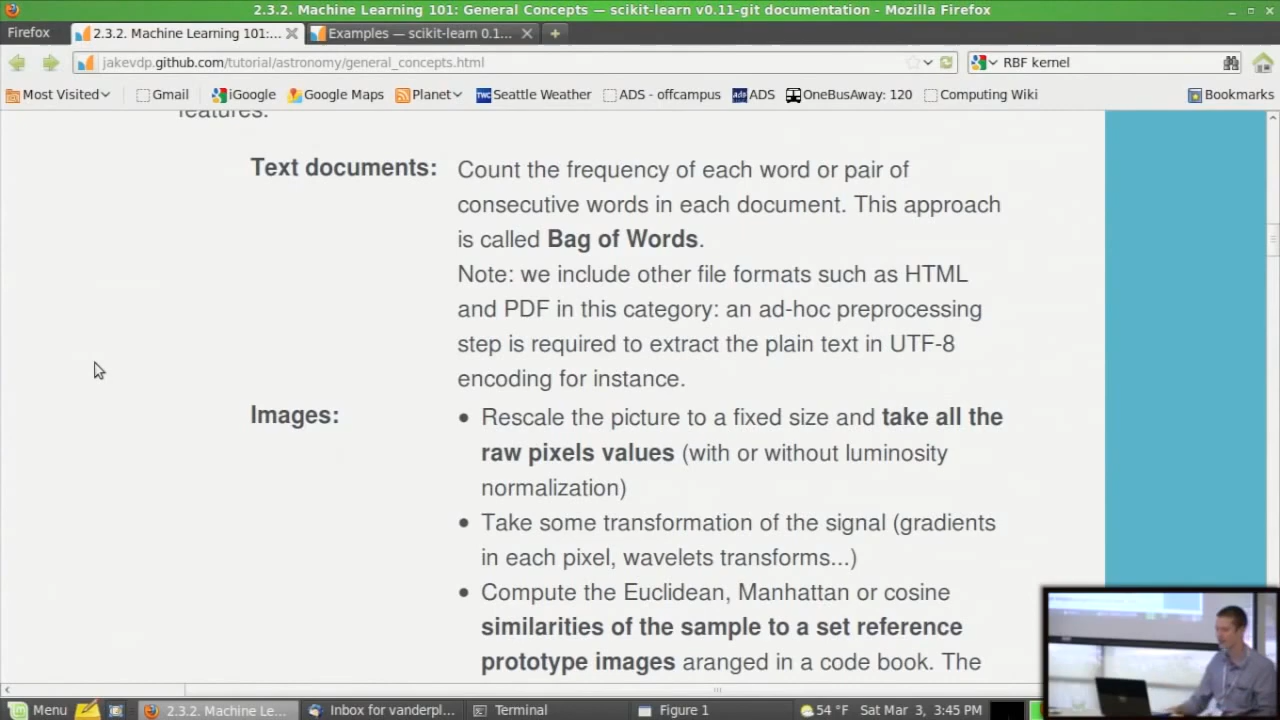 2.3.2. Machine Learning 101: General Concepts — scikit-learn v0.11-git documentation - Mozilla Firefox
Firefox
2.3.2. Machine Learning 101:...
Examples — scikit-learn 0.1...
jakevdp.github.com/tutorial/astronomy/general_concepts.html
RBF kernel
Most Visited
Gmail
iGoogle
Google Maps
Planet
TWC
Seattle Weather
ADS - offcampus
ADS
OneBusAway: 120
Computing Wiki
Bookmarks
features.
Text documents:
Count the frequency of each word or pair of
consecutive words in each document. This approach
is called Bag of Words.
Note: we include other file formats such as HTML
and PDF in this category: an ad-hoc preprocessing
step is required to extract the plain text in UTF-8
encoding for instance.
Images:
Rescale the picture to a fixed size and take all the
raw pixels values (with or without luminosity
normalization)
Take some transformation of the signal (gradients
in each pixel, wavelets transforms...)
Compute the Euclidean, Manhattan or cosine
similarities of the sample to a set reference
prototype images aranged in a code book. The
Menu
2.3.2. Machine Le...
Inbox for vanderpl...
Terminal
Figure 1
54 °F
Sat Mar 3, 3:45 PM